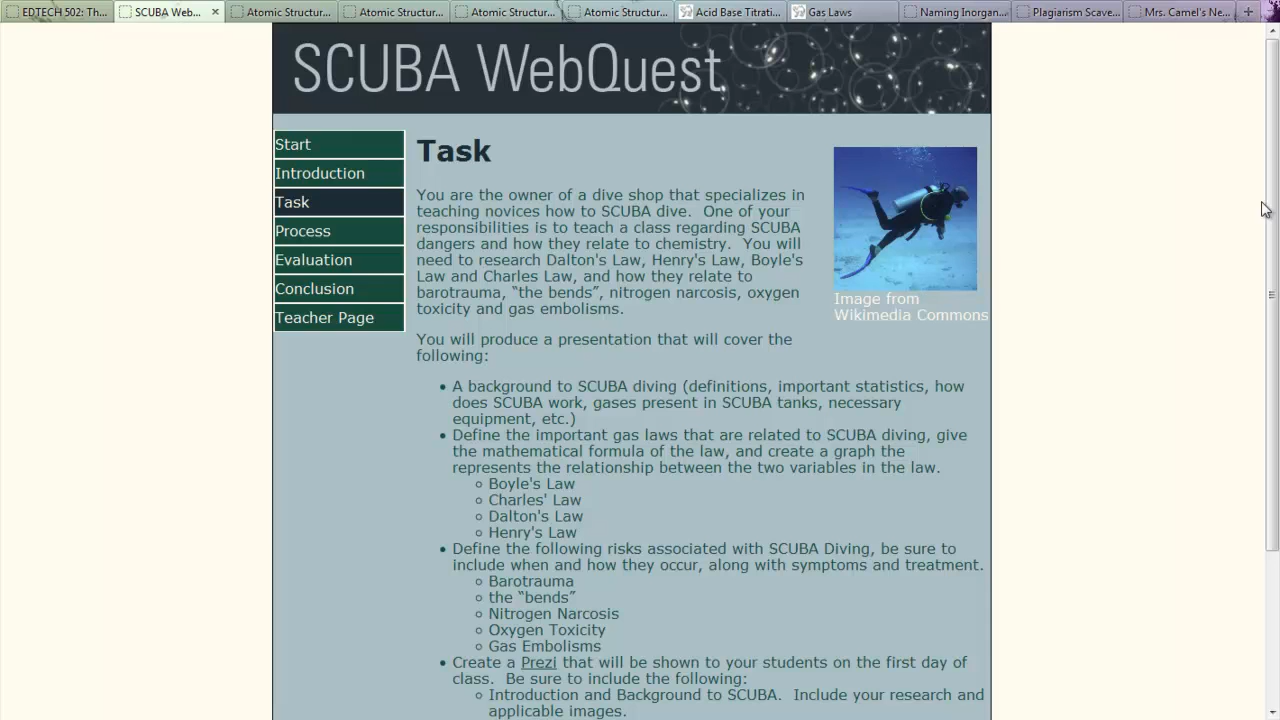 EDTECH 502: Th...
SCUBA Web...
Atomic Structur...
Atomic Structur...
Atomic Structur...
Atomic Structur...
Acid Base Titrati...
Gas Laws
Naming Inorgan...
Plagiarism Scave...
Mrs. Camel's Ne...
SCUBA WebQuest
Start
Introduction
Task
Process
Evaluation
Conclusion
Teacher Page
Task
You are the owner of a dive shop that specializes in
teaching novices how to SCUBA dive.  One of your
responsibilities is to teach a class regarding SCUBA
dangers and how they relate to chemistry.  You will
need to research Dalton's Law, Henry's Law, Boyle's
Law and Charles Law, and how they relate to
barotrauma, “the bends”, nitrogen narcosis, oxygen
toxicity and gas embolisms.
Image from
Wikimedia Commons
You will produce a presentation that will cover the
following:
• A background to SCUBA diving (definitions, important statistics, how
does SCUBA work, gases present in SCUBA tanks, necessary
equipment, etc.)
• Define the important gas laws that are related to SCUBA diving, give
the mathematical formula of the law, and create a graph the
represents the relationship between the two variables in the law.
◦ Boyle's Law
◦ Charles' Law
◦ Dalton's Law
◦ Henry's Law
• Define the following risks associated with SCUBA Diving, be sure to
include when and how they occur, along with symptoms and treatment.
◦ Barotrauma
◦ the “bends”
◦ Nitrogen Narcosis
◦ Oxygen Toxicity
◦ Gas Embolisms
• Create a Prezi that will be shown to your students on the first day of
class.  Be sure to include the following:
◦ Introduction and Background to SCUBA.  Include your research and
applicable images.